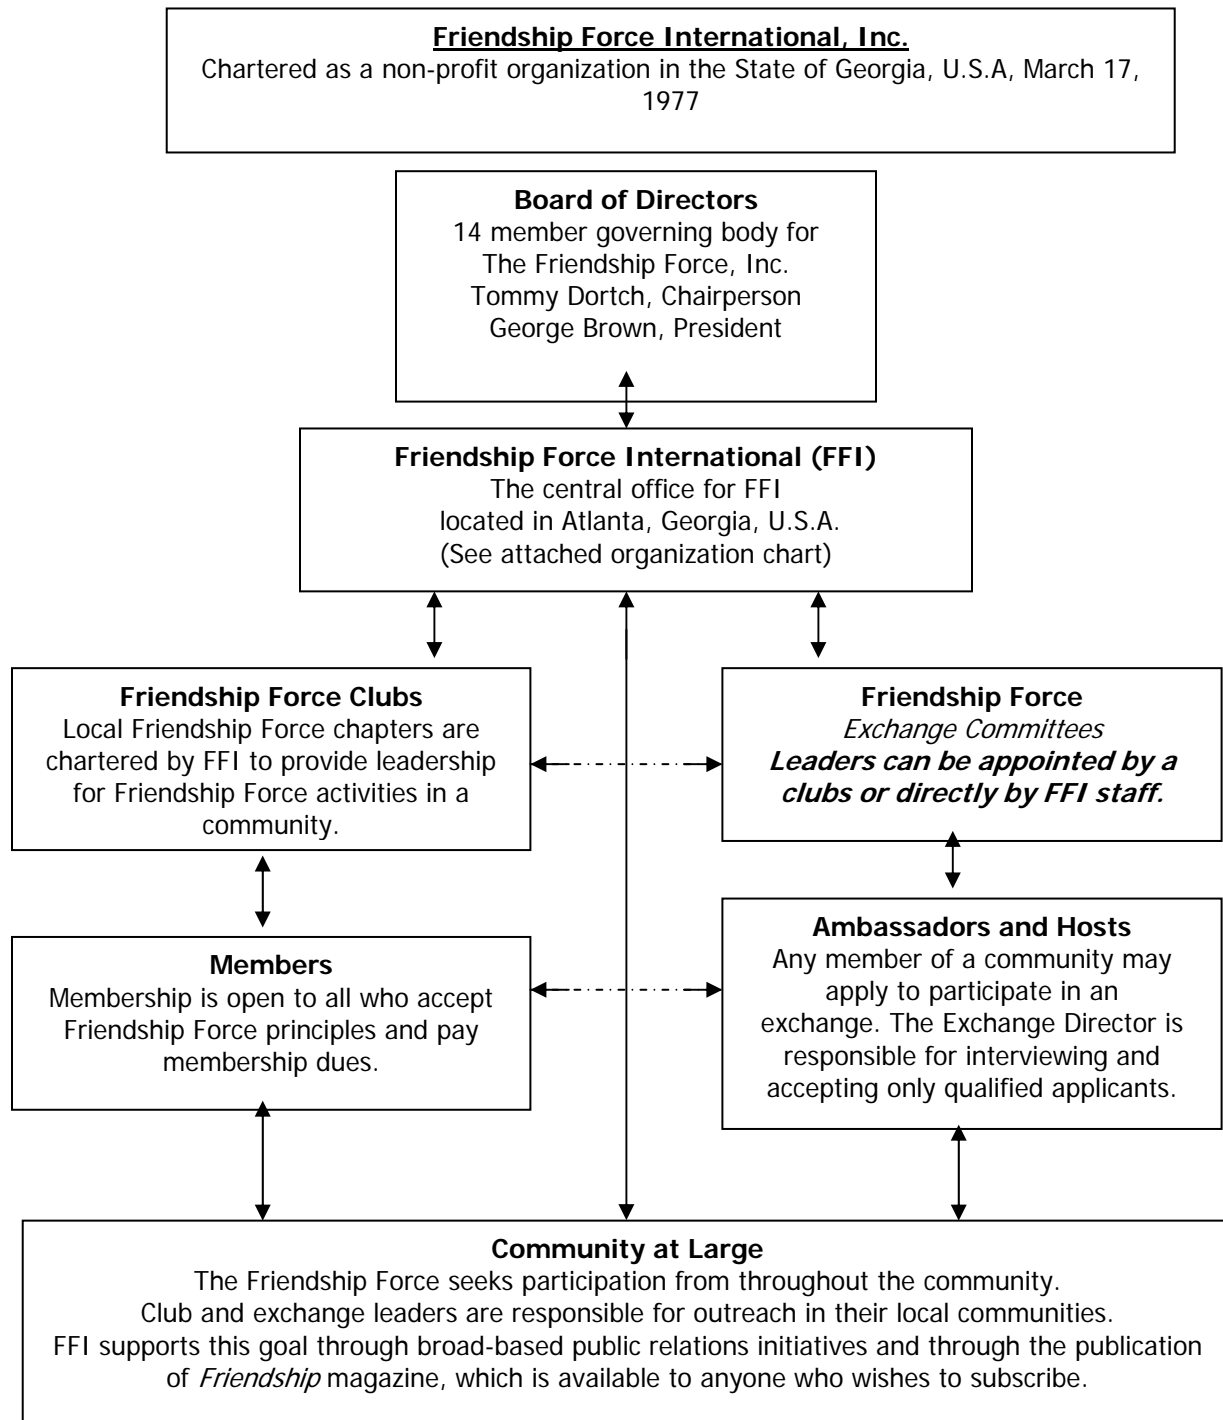 Friendship Force International, Inc.
Chartered as a non-profit organization in the State of Georgia, U.S.A, March 17,
1977
Board of Directors
14 member governing body for
The Friendship Force, Inc.
Tommy Dortch, Chairperson
George Brown, President
Friendship Force International (FFI)
The central office for FFI
located in Atlanta, Georgia, U.S.A.
(See attached organization chart)
Friendship Force Clubs
Local Friendship Force chapters are
chartered by FFI to provide leadership
for Friendship Force activities in a
community.
Friendship Force
Exchange Committees
Leaders can be appointed by a
clubs or directly by FFI staff.
Members
Membership is open to all who accept
Friendship Force principles and pay
membership dues.
Ambassadors and Hosts
Any member of a community may
apply to participate in an
exchange. The Exchange Director is
responsible for interviewing and
accepting only qualified applicants.
Community at Large
The Friendship Force seeks participation from throughout the community.
Club and exchange leaders are responsible for outreach in their local communities.
FFI supports this goal through broad-based public relations initiatives and through the publication
of Friendship magazine, which is available to anyone who wishes to subscribe.